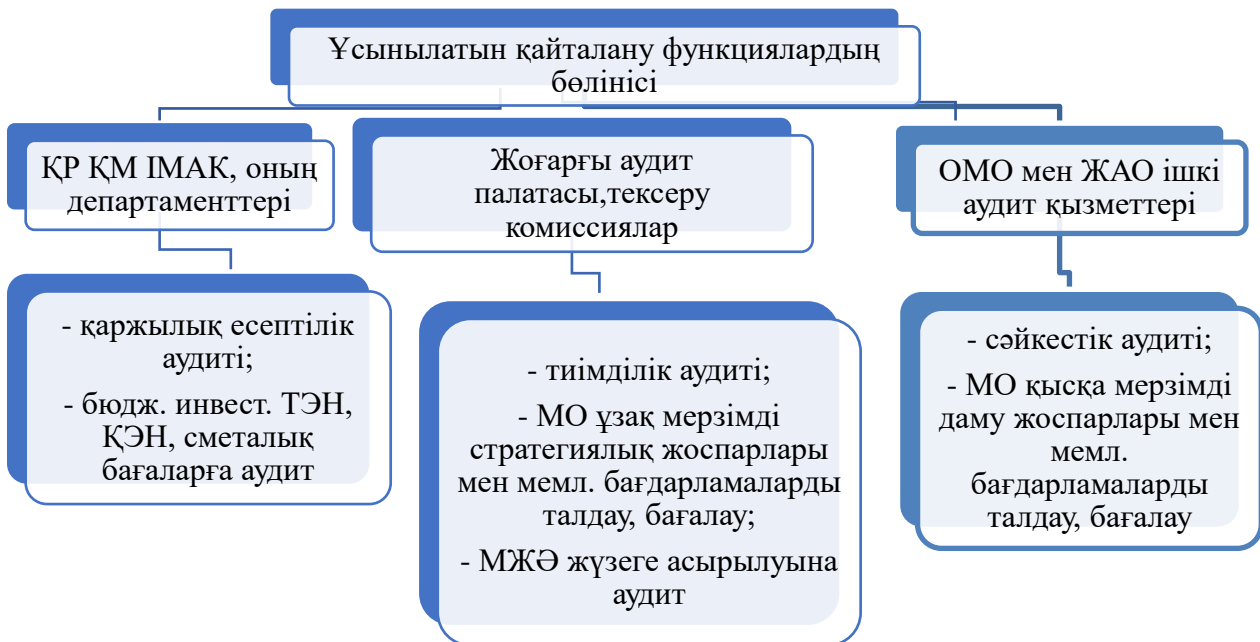 Ұсынылатын қайталану функциялардың
бөлінісі
ҚР ҚМ ІМАК, оның
департаменттері
- қаржылық есептілік
аудиті;
- бюдж. инвест. ТЭН,
ҚЭН, сметалық
бағаларға аудит
Жоғарғы аудит
палатасы,тексеру
комиссиялар
- тиімділік аудиті;
- МО ұзақ мерзімді
стратегиялық жоспарлары
мен мемл. бағдарламаларды
талдау, бағалау;
- МЖӘ жүзеге асырылуына
аудит
ОМО мен ЖАО ішкі
аудит қызметтері
- сәйкестік аудиті;
- МО қысқа мерзімді
даму жоспарлары мен
мемл.
бағдарламаларды
талдау, бағалау